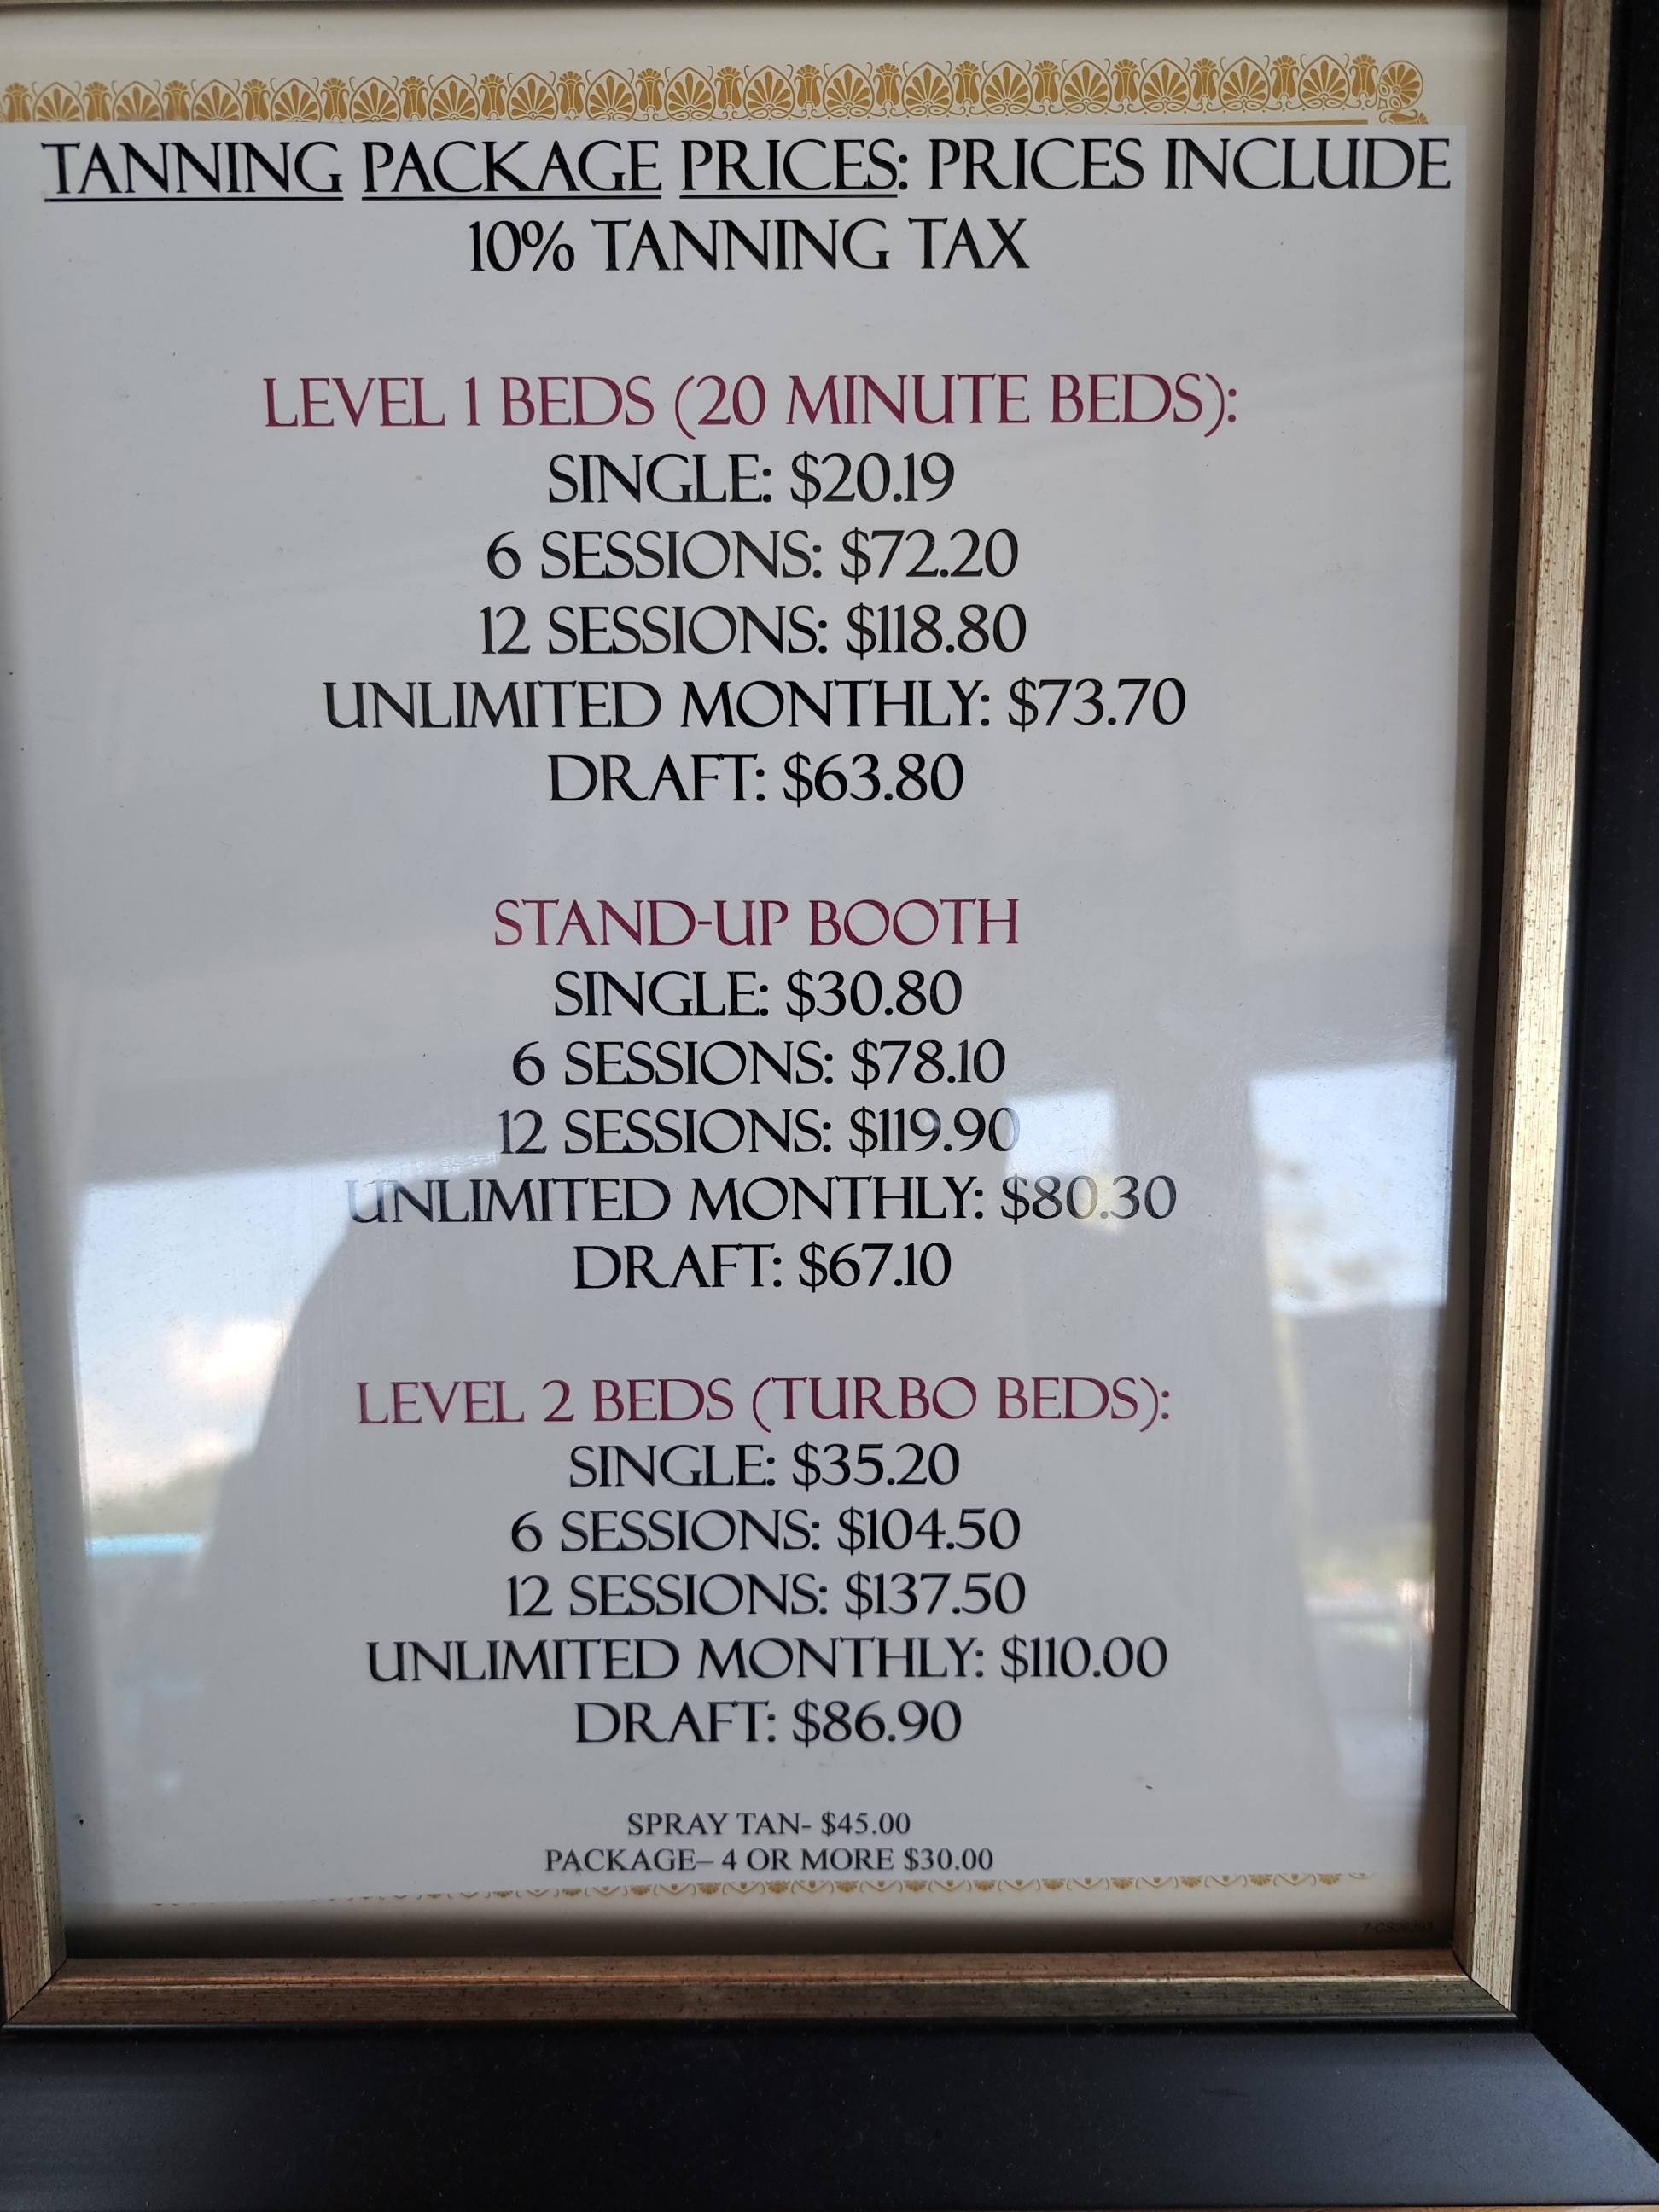 TANNING PACKAGE PRICES: PRICES INCLUDE
10% TANNING TAX
LEVEL 1 BEDS (20 MINUTE BEDS):
SINGLE: $20.19
6 SESSIONS: $72.20
12 SESSIONS: $118.80
UNLIMITED MONTHLY: $73.70
DRAFT: $63.80
STAND-UP BOOTH
SINGLE: $30.80
6 SESSIONS: $78.10
12 SESSIONS: $119.90
UNLIMITED MONTHLY: $80.30
DRAFT: $67.10
LEVEL 2 BEDS (TURBO BEDS):
SINGLE: $35.20
6 SESSIONS: $104.50
12 SESSIONS: $137.50
UNLIMITED MONTHLY: $110.00
DRAFT: $86.90
SPRAY TAN- $45.00
PACKAGE– 4 OR MORE $30.00